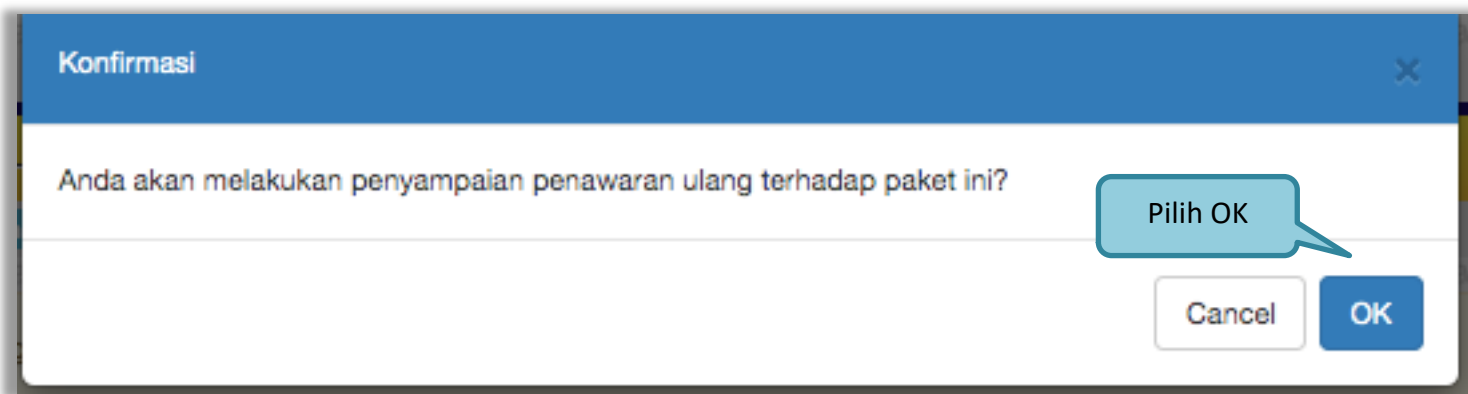 Konfirmasi
×
Anda akan melakukan penyampaian penawaran ulang terhadap paket ini?
Pilih OK
Cancel
OK